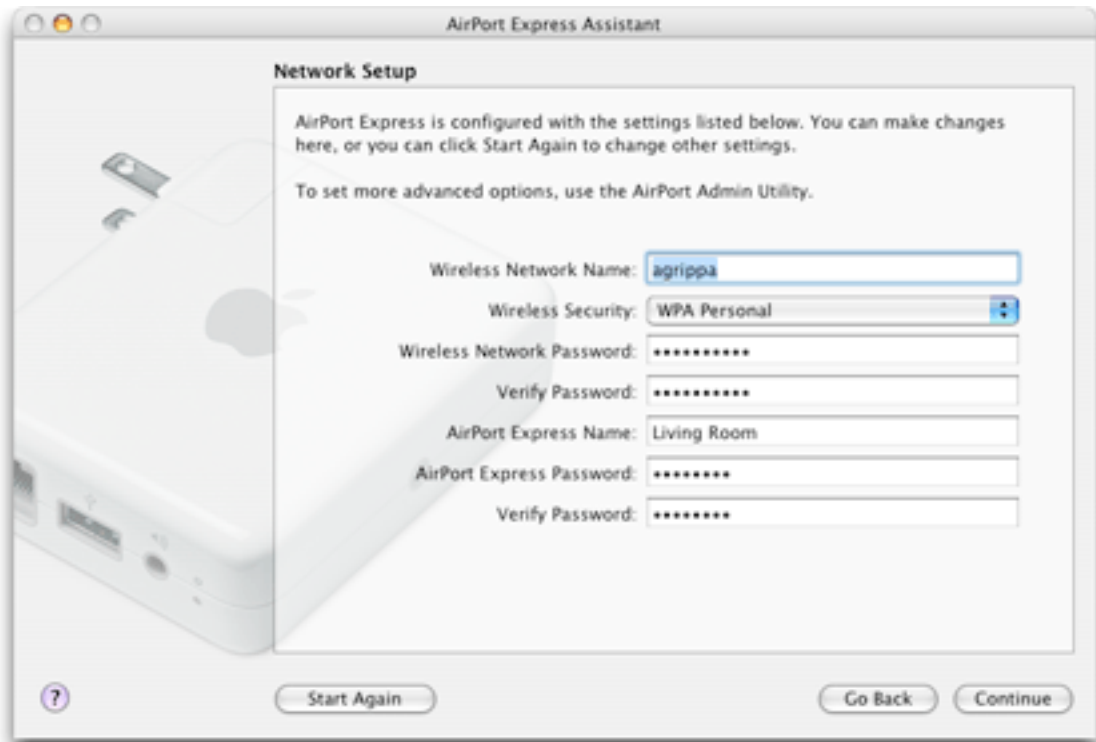 AirPort Express Assistant
Network Setup
AirPort Express is configured with the settings listed below. You can make changes
here, or you can click Start Again to change other settings.
To set more advanced options, use the AirPort Admin Utility.
Wireless Network Name: agrippa
Wireless Security: WPA Personal
Wireless Network Password: ••••••••••
Verify Password: ••••••••••
AirPort Express Name: Living Room
AirPort Express Password: ••••••••
Verify Password: ••••••••
? Start Again Go Back Continue